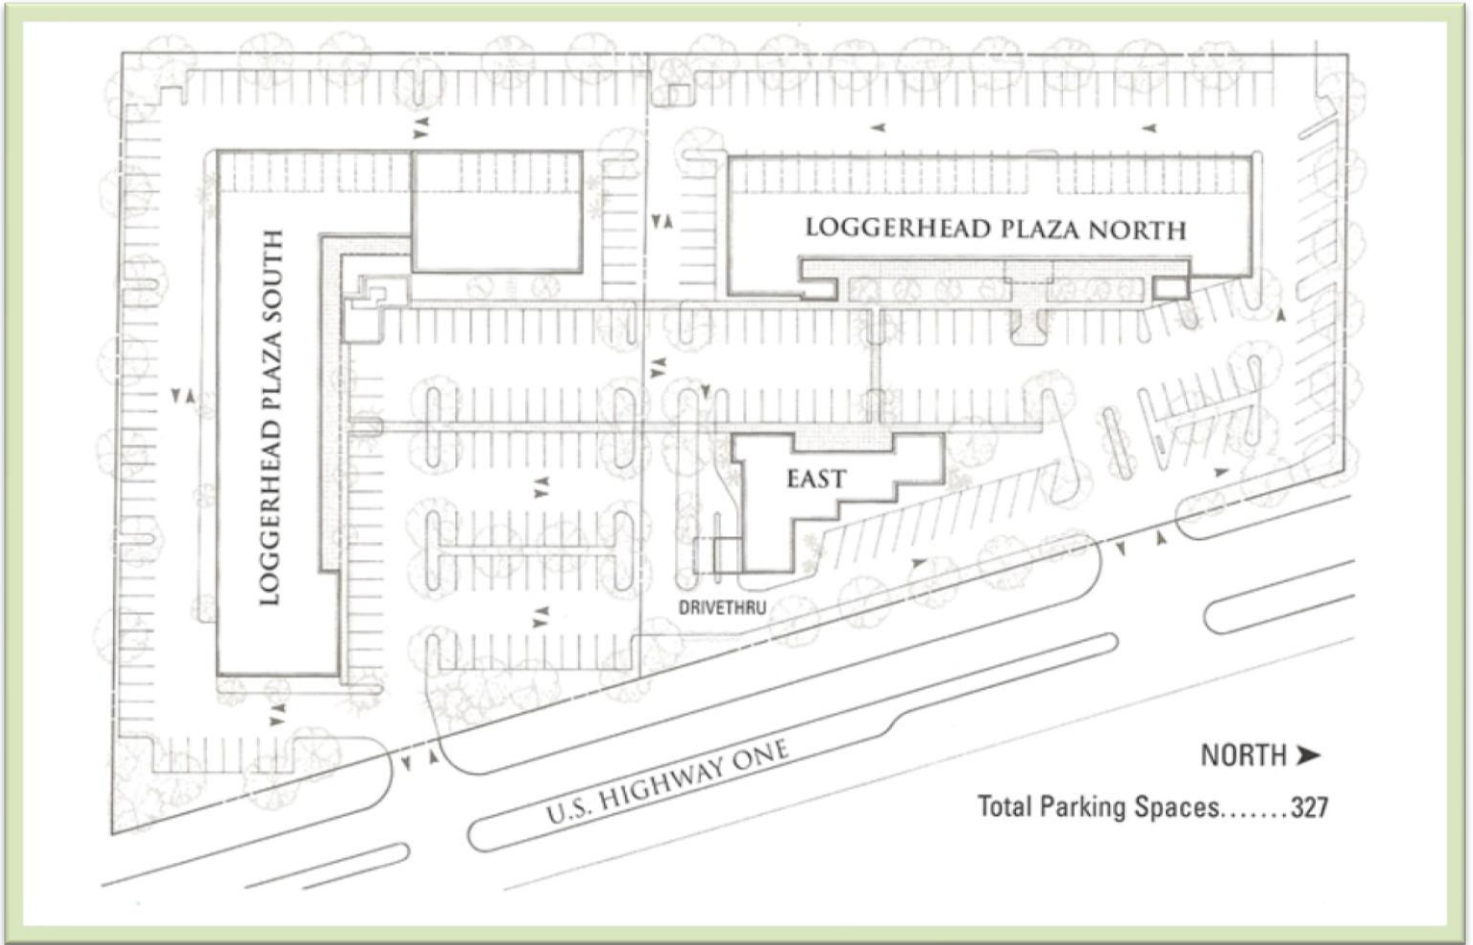 LOGGERHEAD PLAZA NORTH
LOGGERHEAD PLAZA SOUTH
EAST
DRIVETHRU
U.S. HIGHWAY ONE
NORTH
Total Parking Spaces.......327